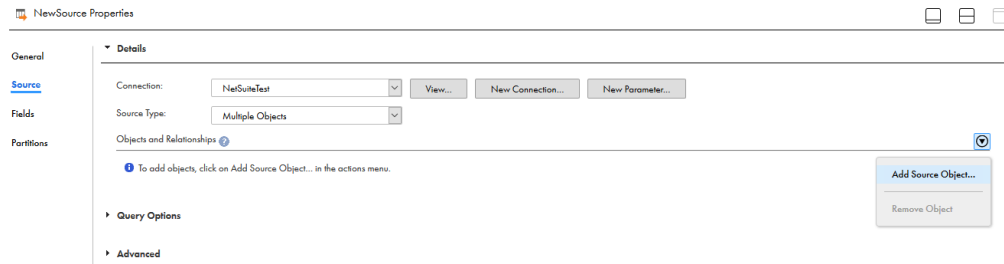 NewSource Properties
General
Source
Fields
Partitions
Details
Connection: NetSuiteTest View... New Connection... New Parameter...
Source Type: Multiple Objects
Objects and Relationships ?
To add objects, click on Add Source Object... in the actions menu.
Add Source Object...
Remove Object
Query Options
Advanced